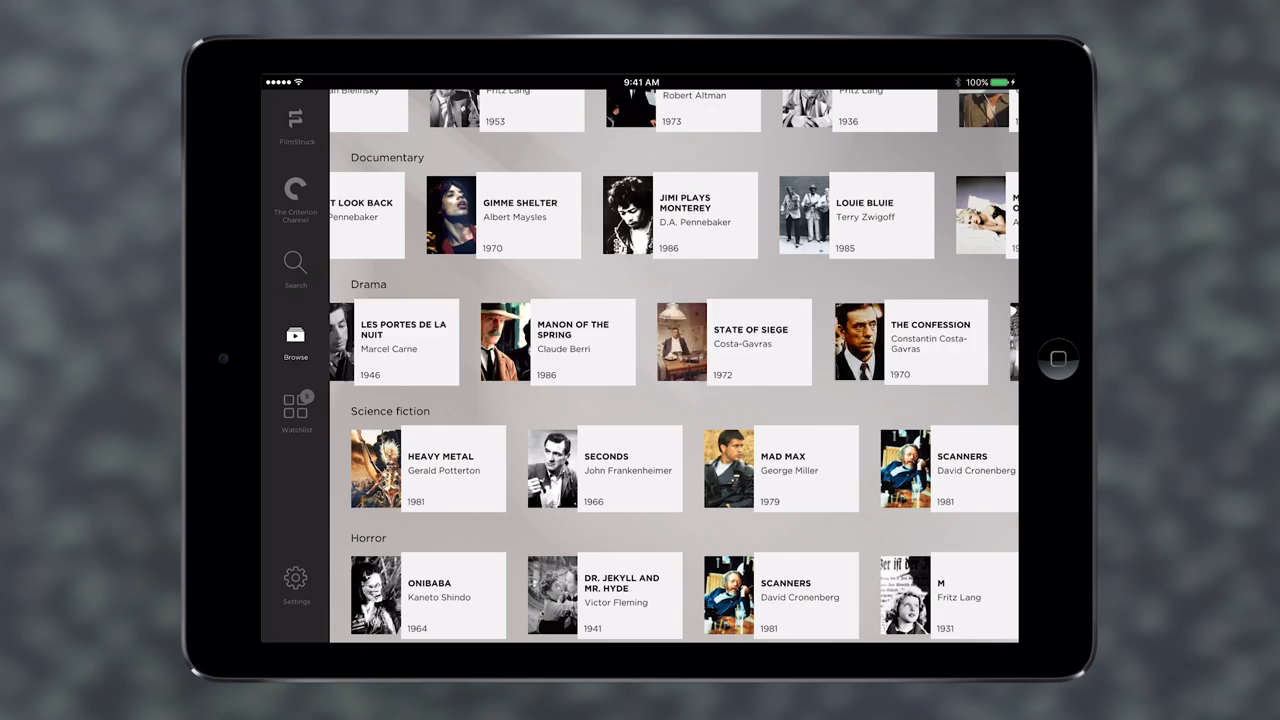 9:41 AM
100%
an Bielinsky
Fritz Lang
1953
Robert Altman
1973
Fritz Lang
1936
FilmStruck
The Criterion
Channel
Search
Browse
Watchlist
Settings
Documentary
T LOOK BACK
Pennebaker
GIMME SHELTER
Albert Maysles
1970
JIMI PLAYS
MONTEREY
D.A. Pennebaker
1986
LOUIE BLUIE
Terry Zwigoff
1985
Drama
LES PORTES DE LA
NUIT
Marcel Carne
1946
MANON OF THE
SPRING
Claude Berri
1986
STATE OF SIEGE
Costa-Gavras
1972
THE CONFESSION
Constantin Costa-
Gavras
1970
Science fiction
HEAVY METAL
Gerald Potterton
1981
SECONDS
John Frankenheimer
1966
MAD MAX
George Miller
1979
SCANNERS
David Cronenberg
1981
Horror
ONIBABA
Kaneto Shindo
1964
DR. JEKYLL AND
MR. HYDE
Victor Fleming
1941
SCANNERS
David Cronenberg
1981
M
Fritz Lang
1931